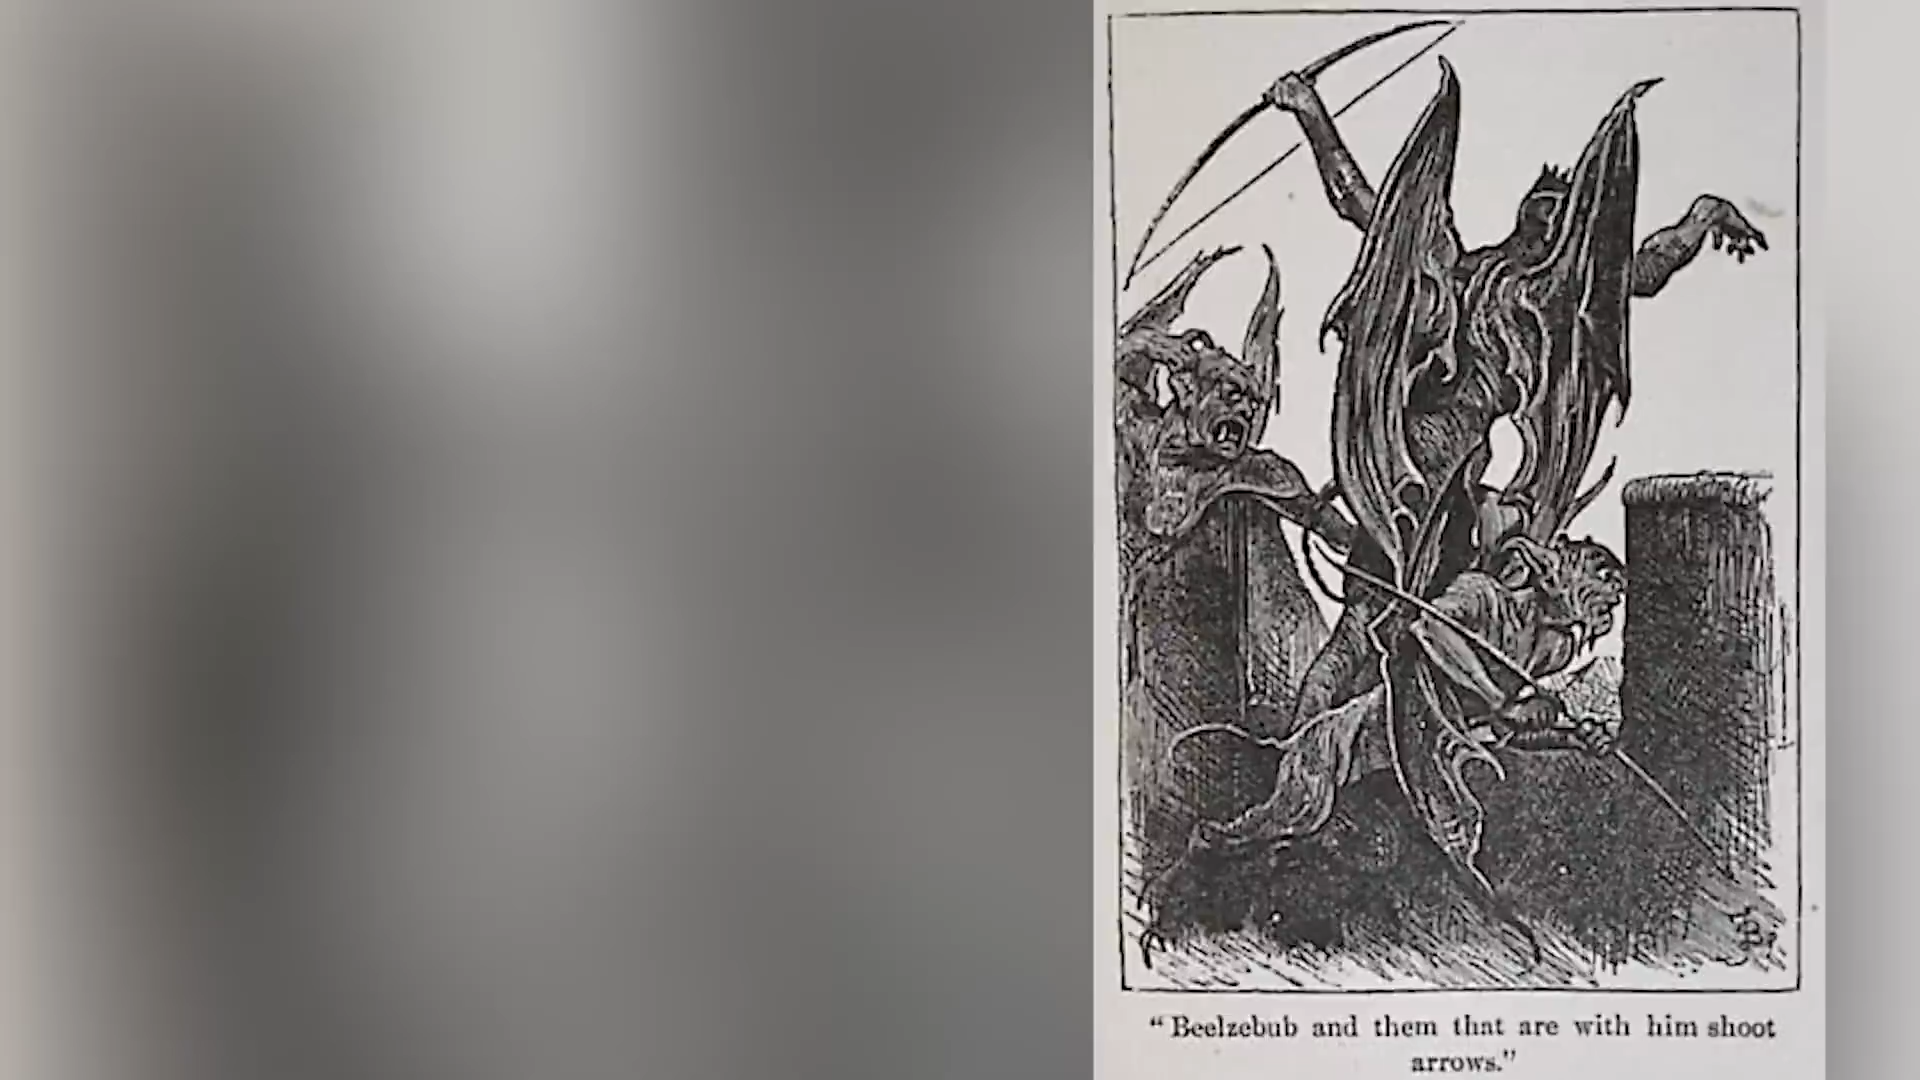 “Beelzebub and them that are with him shoot
arrows.”